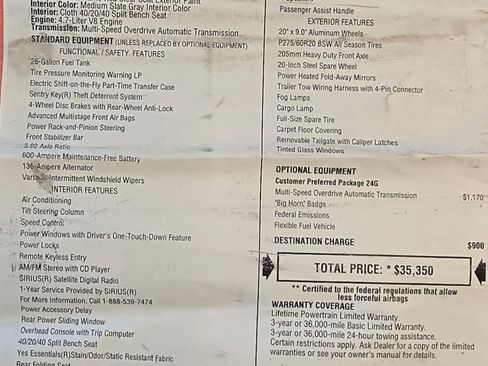 Exterior Paint
Interior Color: Medium Slate Gray Interior Color
Interior: Cloth 40/20/40 Split Bench Seat
Engine: 4.7-Liter V8 Engine
Transmission: Multi-Speed Overdrive Automatic Transmission
STANDARD EQUIPMENT (UNLESS REPLACED BY OPTIONAL EQUIPMENT)
FUNCTIONAL / SAFETY FEATURES
26-Gallon Fuel Tank
Tire Pressure Monitoring Warning LP
Electric Shift-on-the-Fly Part-Time Transfer Case
Sentry Key(R) Theft Deterrent System
4-Wheel Disc Brakes with Rear-Wheel Anti-Lock
Advanced Multistage Front Air Bags
Power Rack-and-Pinion Steering
Front Stabilizer Bar
3.92 Axle Ratio
600-Ampere Maintenance-Free Battery
136-Ampere Alternator
Variable Intermittent Windshield Wipers
INTERIOR FEATURES
Air Conditioning
Tilt Steering Column
Speed Control
Power Windows with Driver's One-Touch-Down Feature
Power Locks
Remote Keyless Entry
AM/FM Stereo with CD Player
SIRIUS(R) Satellite Digital Radio
1-Year Service Provided by SIRIUS(R)
For More Information, Call 1-888-539-7474
Power Accessory Delay
Rear Power Sliding Window
Overhead Console with Trip Computer
40/20/40 Split Bench Seat
Yes Essentials(R)Stain/Odor/Static Resistant Fabric
Rear Folding Seat
Passenger Assist Handle
EXTERIOR FEATURES
20" x 9.0" Aluminum Wheels
P275/60R20 BSW All Season Tires
205mm Heavy Duty Front Axle
20-Inch Steel Spare Wheel
Power Heated Fold-Away Mirrors
Trailer Tow Wiring Harness with 4-Pin Connector
Fog Lamps
Cargo Lamp
Full-Size Spare Tire
Carpet Floor Covering
Removable Tailgate with Caliper Latches
Tinted Glass Windows
OPTIONAL EQUIPMENT
Customer Preferred Package 24G
Multi-Speed Overdrive Automatic Transmission $1,170
"Big Horn" Badge
Federal Emissions
Flexible Fuel Vehicle
DESTINATION CHARGE $900
TOTAL PRICE: * $35,350
** Certified to the federal regulations that allow
less forceful airbags
WARRANTY COVERAGE
Lifetime Powertrain Limited Warranty.
3-year or 36,000-mile Basic Limited Warranty.
3-year or 36,000-mile 24-hour towing assistance.
Certain restrictions apply. Ask Dealer for a copy of the limited
warranties or see your owner's manual for details.